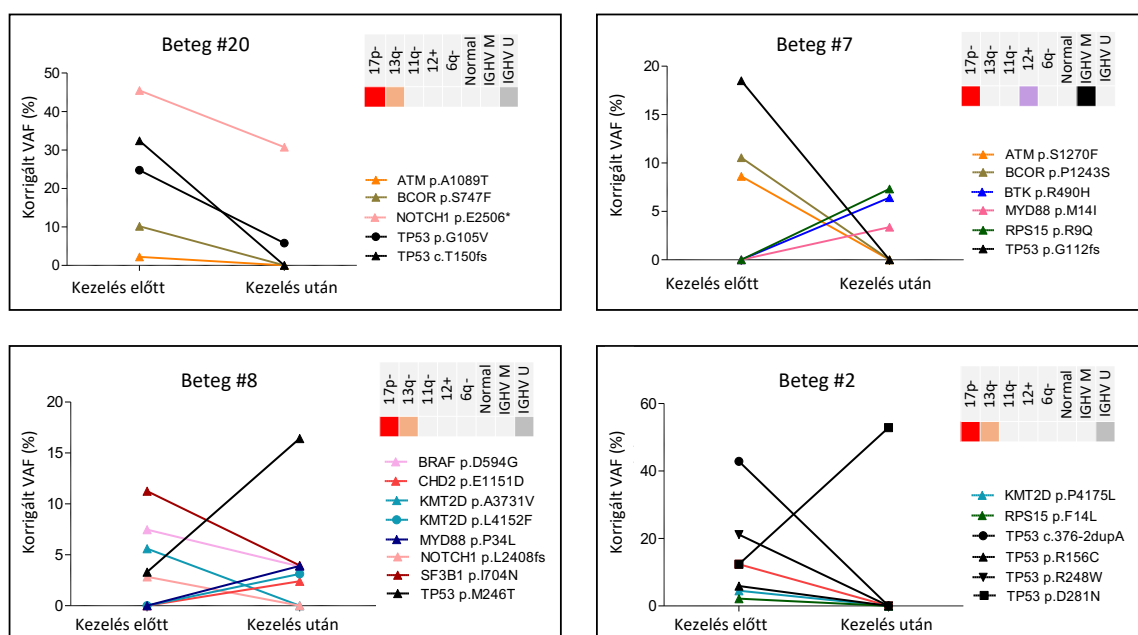 Beteg #20
17p-
13q-
11q-
12+
6q-
Normal
IGHV M
IGHV U
Korrigált VAF (%)
50
40
30
20
10
0
Kezelés előtt
Kezelés után
ATM p.A1089T
BCOR p.S747F
NOTCH1 p.E2506*
TP53 p.G105V
TP53 c.T150fs
Beteg #7
17p-
13q-
11q-
12+
6q-
Normal
IGHV M
IGHV U
Korrigált VAF (%)
20
15
10
5
0
Kezelés előtt
Kezelés után
ATM p.S1270F
BCOR p.P1243S
BTK p.R490H
MYD88 p.M14I
RPS15 p.R9Q
TP53 p.G112fs
Beteg #8
17p-
13q-
11q-
12+
6q-
Normal
IGHV M
IGHV U
Korrigált VAF (%)
20
15
10
5
0
Kezelés előtt
Kezelés után
BRAF p.D594G
CHD2 p.E1151D
KMT2D p.A3731V
KMT2D p.L4152F
MYD88 p.P34L
NOTCH1 p.L2408fs
SF3B1 p.I704N
TP53 p.M246T
Beteg #2
17p-
13q-
11q-
12+
6q-
Normal
IGHV M
IGHV U
Korrigált VAF (%)
60
40
20
0
Kezelés előtt
Kezelés után
KMT2D p.P4175L
RPS15 p.F14L
TP53 c.376-2dupA
TP53 p.R156C
TP53 p.R248W
TP53 p.D281N